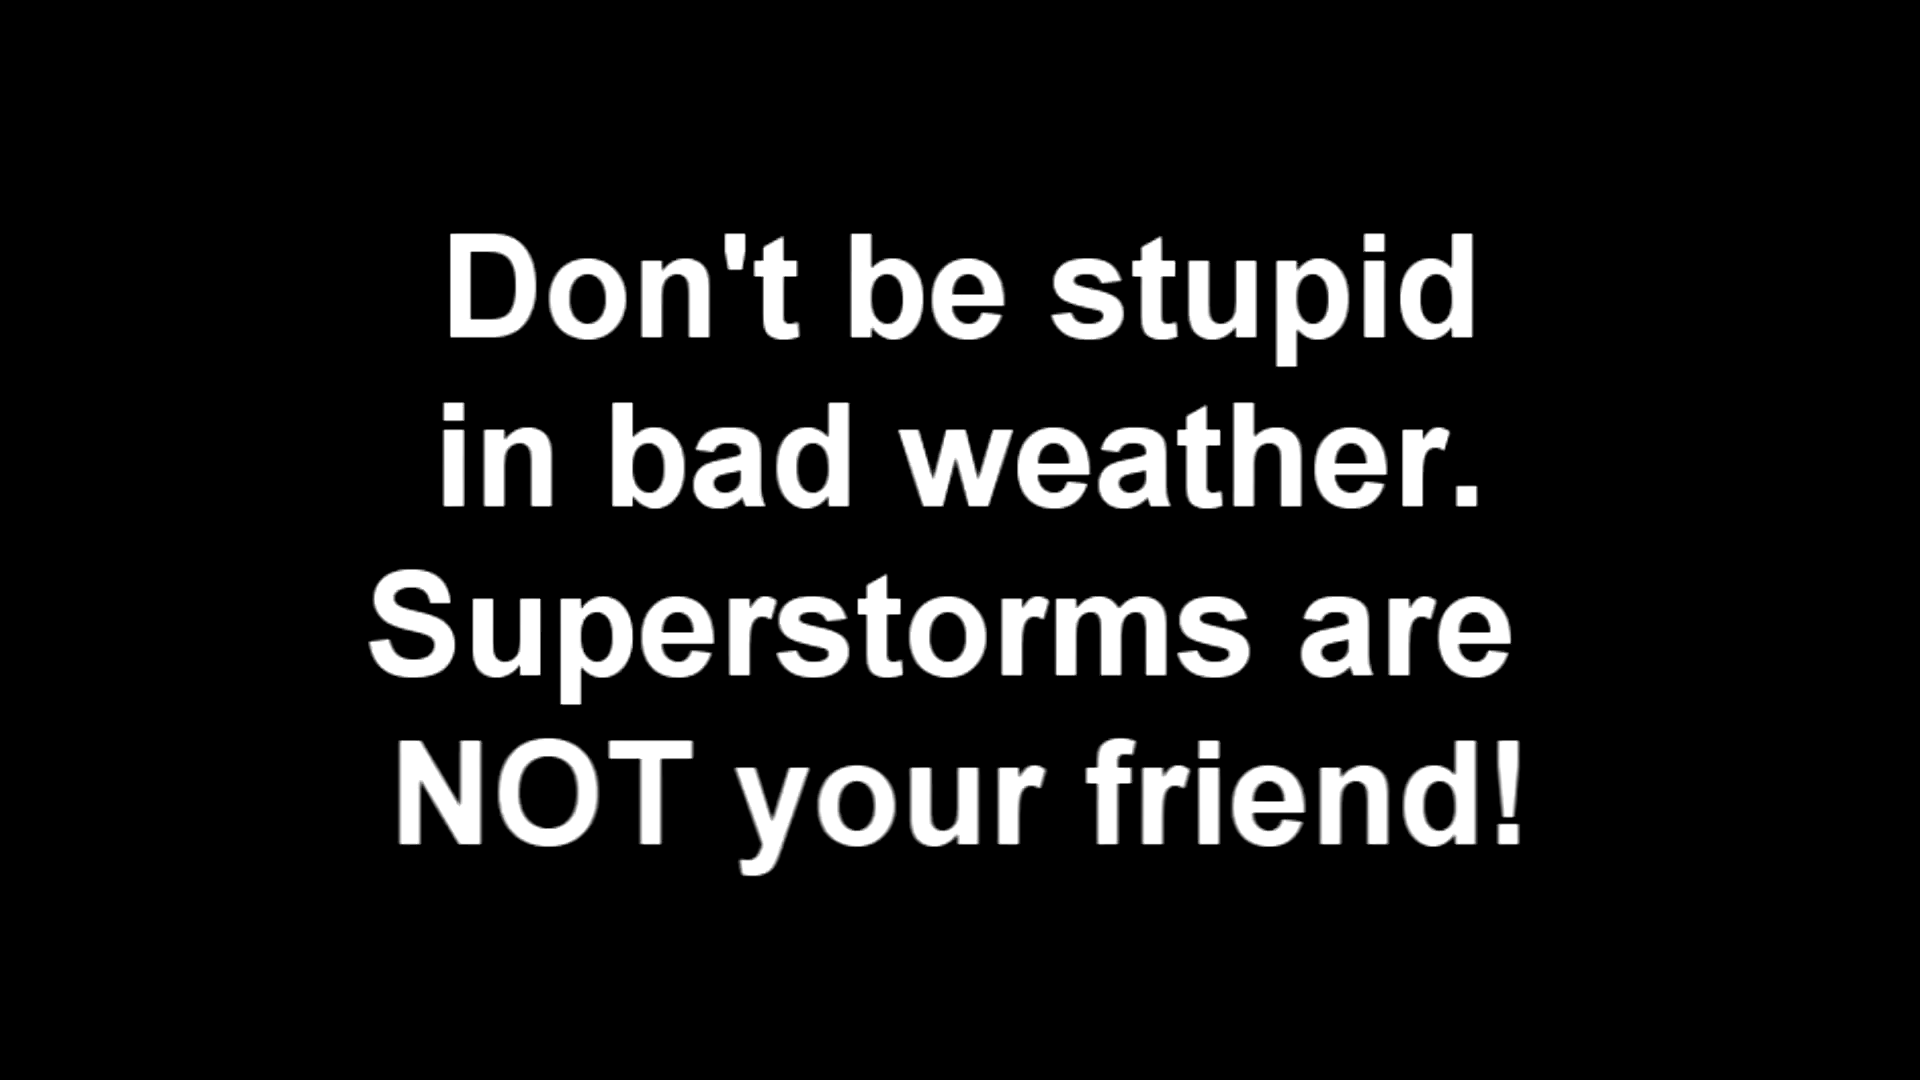 Don't be stupid
in bad weather.
Superstorms are
NOT your friend!